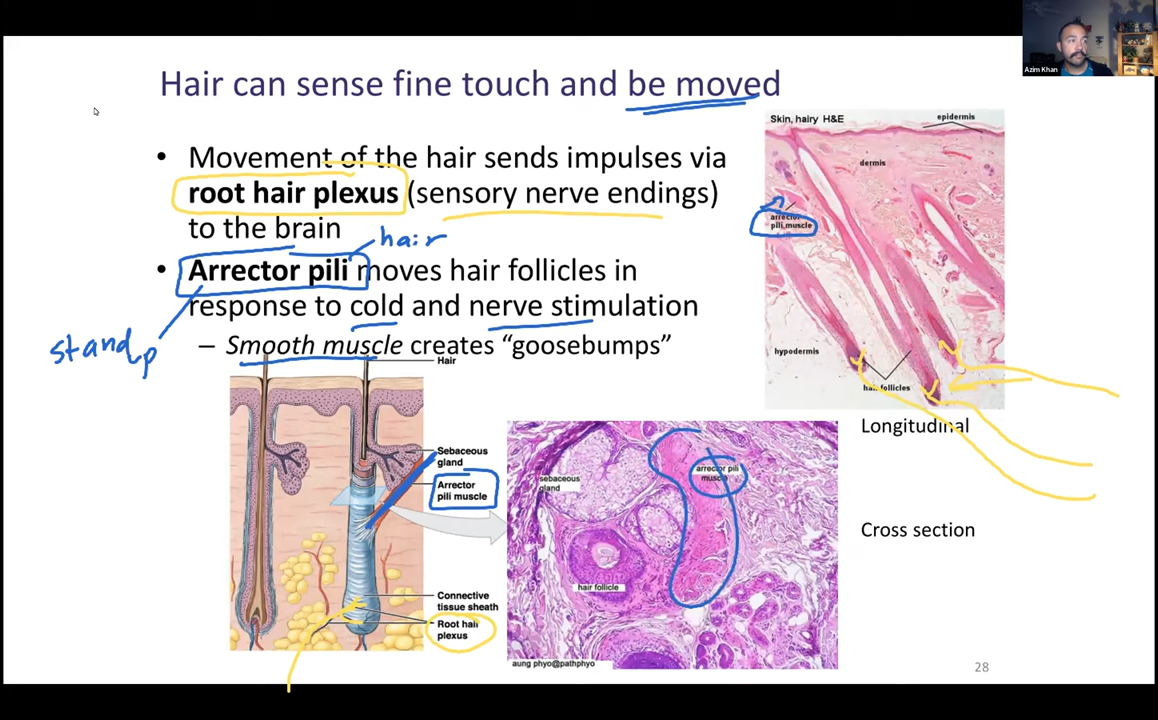 Azim Khan
Hair can sense fine touch and be moved
• Movement of the hair sends impulses via
root hair plexus (sensory nerve endings)
to the brain
hair
• Arrector pili moves hair follicles in
response to cold and nerve stimulation
stand up
– Smooth muscle creates “goosebumps”
Skin, hairy H&E
epidermis
dermis
arrector
pili muscle
hypodermis
hair follicles
Longitudinal
Hair
Sebaceous
gland
Arrector
pili muscle
Connective
tissue sheath
Root hair
plexus
sebaceous
gland
arrector pili
muscle
hair follicle
aung phyo@pathphyo
Cross section
28